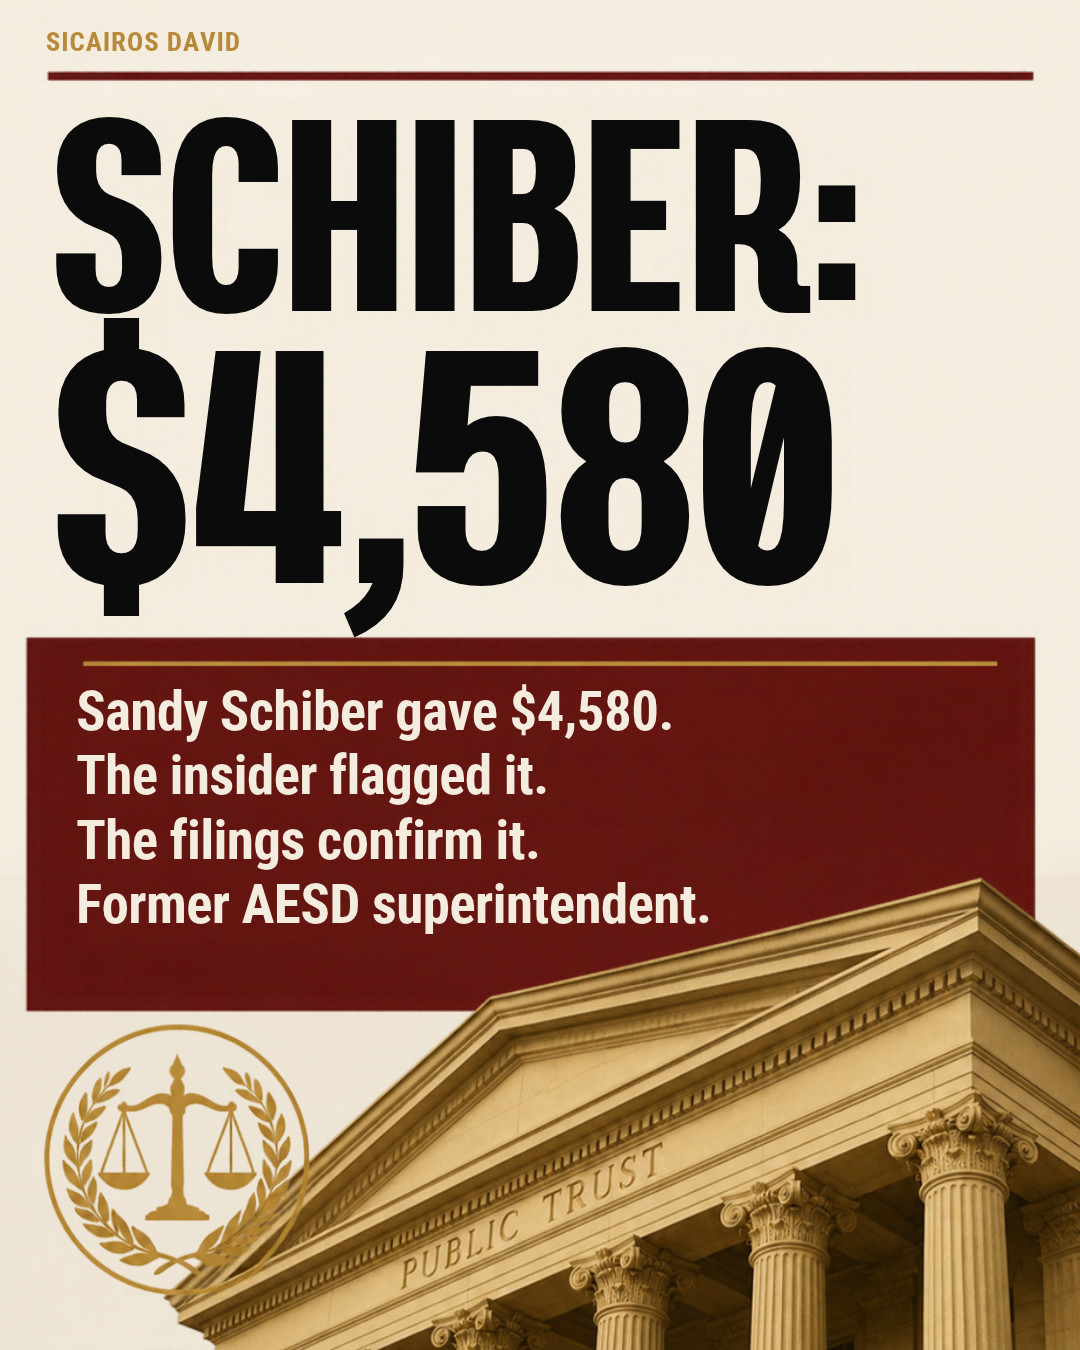 SICAIROS DAVID
SCHIBER:
$4,580
Sandy Schiber gave $4,580.
The insider flagged it.
The filings confirm it.
Former AESD superintendent.
PUBLIC TRUST